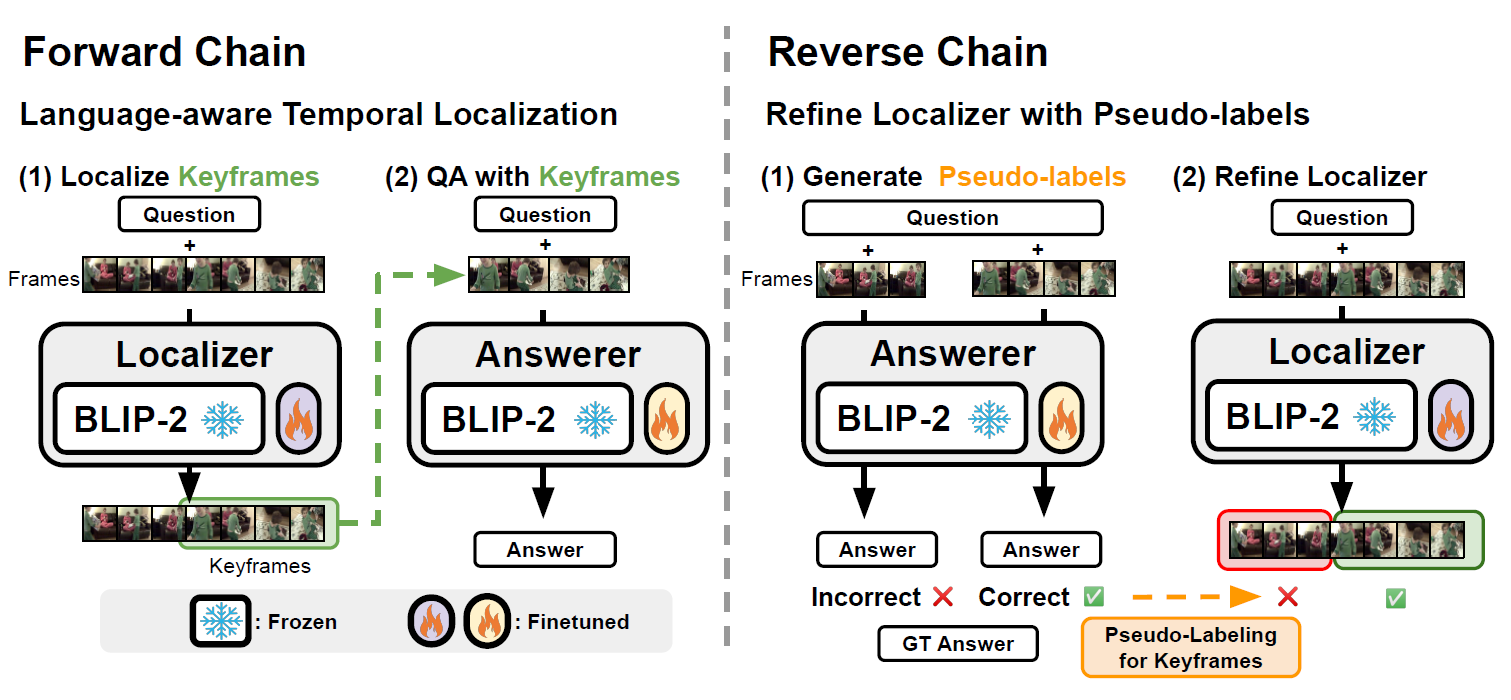 Forward Chain
Language-aware Temporal Localization
(1) Localize Keyframes
Question
+
Frames
Localizer
BLIP-2
Keyframes
(2) QA with Keyframes
Question
+
Answerer
BLIP-2
Answer
: Frozen
: Finetuned
Reverse Chain
Refine Localizer with Pseudo-labels
(1) Generate Pseudo-labels
Question
+ +
Frames
Answerer
BLIP-2
Answer Answer
Incorrect Correct
GT Answer
Pseudo-Labeling
for Keyframes
(2) Refine Localizer
Question
+
Localizer
BLIP-2